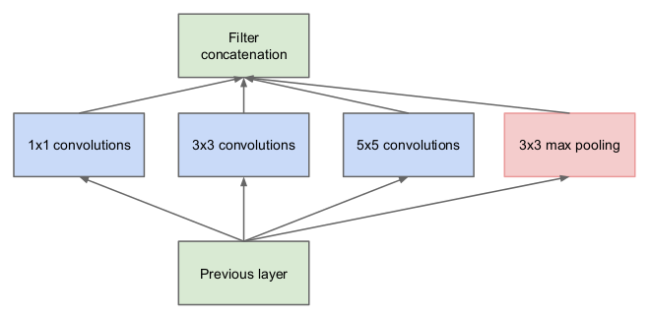 Filter
concatenation
1x1 convolutions
3x3 convolutions
5x5 convolutions
3x3 max pooling
Previous layer